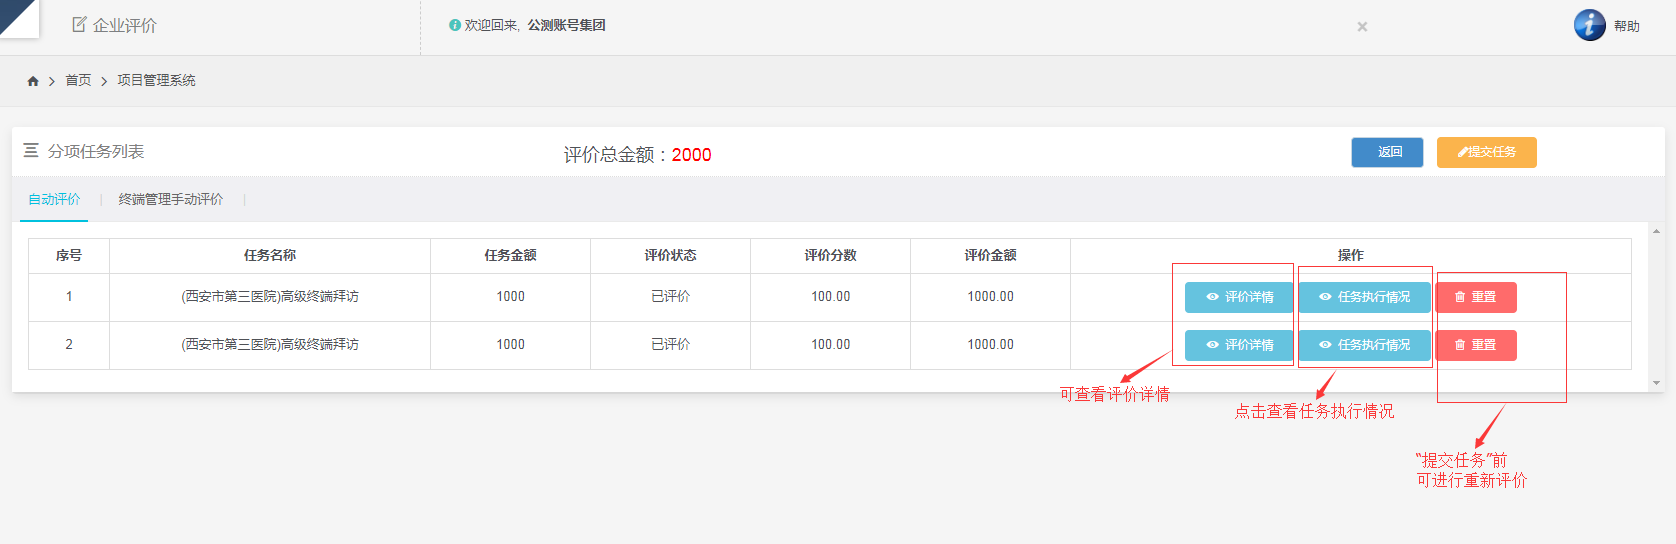 企业评价
欢迎回来, 公测账号集团
×
帮助
首页 > 项目管理系统
分项任务列表
评价总金额：2000
返回
提交任务
自动评价 | 终端管理手动评价 |
序号 任务名称 任务金额 评价状态 评价分数 评价金额 操作
1 (西安市第三医院)高级终端拜访 1000 已评价 100.00 1000.00 评价详情 任务执行情况 重置
2 (西安市第三医院)高级终端拜访 1000 已评价 100.00 1000.00 评价详情 任务执行情况 重置
可查看评价详情
点击查看任务执行情况
“提交任务”前
可进行重新评价